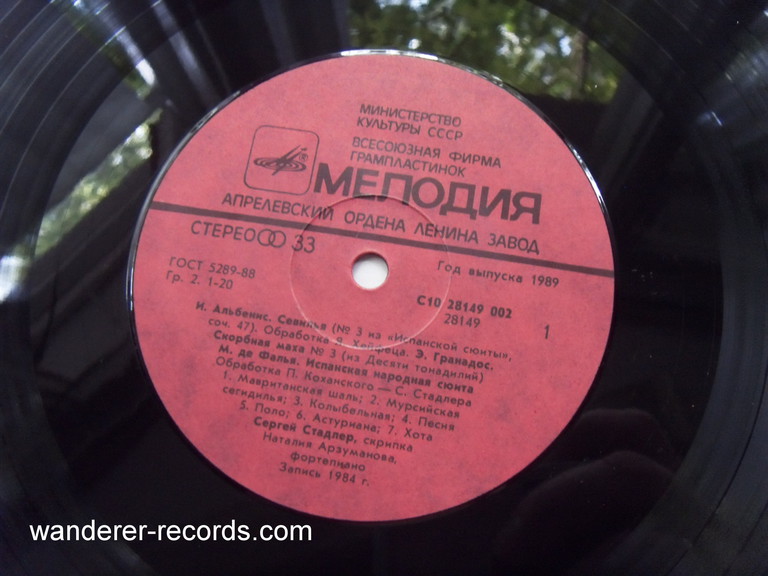 МИНИСТЕРСТВО
КУЛЬТУРЫ СССР
ВСЕСОЮЗНАЯ ФИРМА
ГРАМПЛАСТИНОК
МЕЛОДИЯ
АПРЕЛЕВСКИЙ ОРДЕНА ЛЕНИНА ЗАВОД
СТЕРЕО 33
ГОСТ 5289-88
Гр. 2. 1-20
Год выпуска 1989
С10 28149 002
28149
1
И. Альбенис. Севилья (№ 3 из «Испанской сюиты»,
соч. 47). Обработка Я. Хейфеца. Э. Гранадос.
Скорбная маха № 3 (из Десяти тонадилий)
М. де Фалья. Испанская народная сюита
Обработка П. Коханского — С. Стадлера
1. Мавританская шаль; 2. Мурсийская
сегидилья; 3. Колыбельная; 4. Песня
5. Поло; 6. Астуриана; 7. Хота
Сергей Стадлер, скрипка
Наталия Арзуманова,
фортепиано
Запись 1984 г.
wanderer-records.com